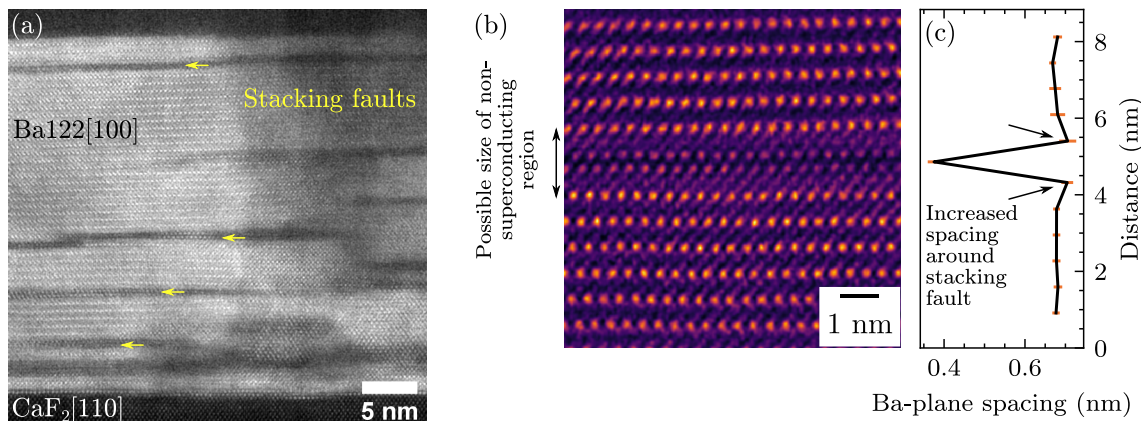 (a)
Stacking faults
Ba122[100]
CaF₂[110]
5 nm
(b)
Possible size of non-
superconducting
region
1 nm
(c)
Increased
spacing
around
stacking
fault
0.4
0.6
Ba-plane spacing (nm)
8
6
4
2
0
Distance (nm)